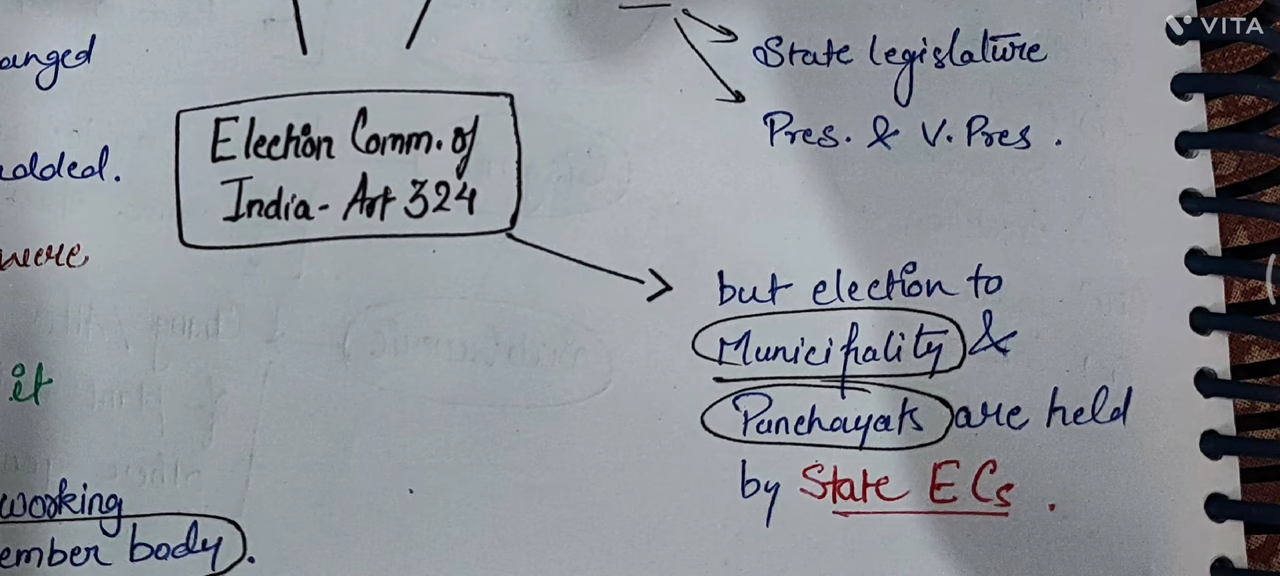 VITA
State legislature
Pres. & V. Pres.
Election Comm. of
India - Art 324
but election to
Municipality &
Panchayats are held
by State ECs.
anged
added.
were
it
working
ember body).